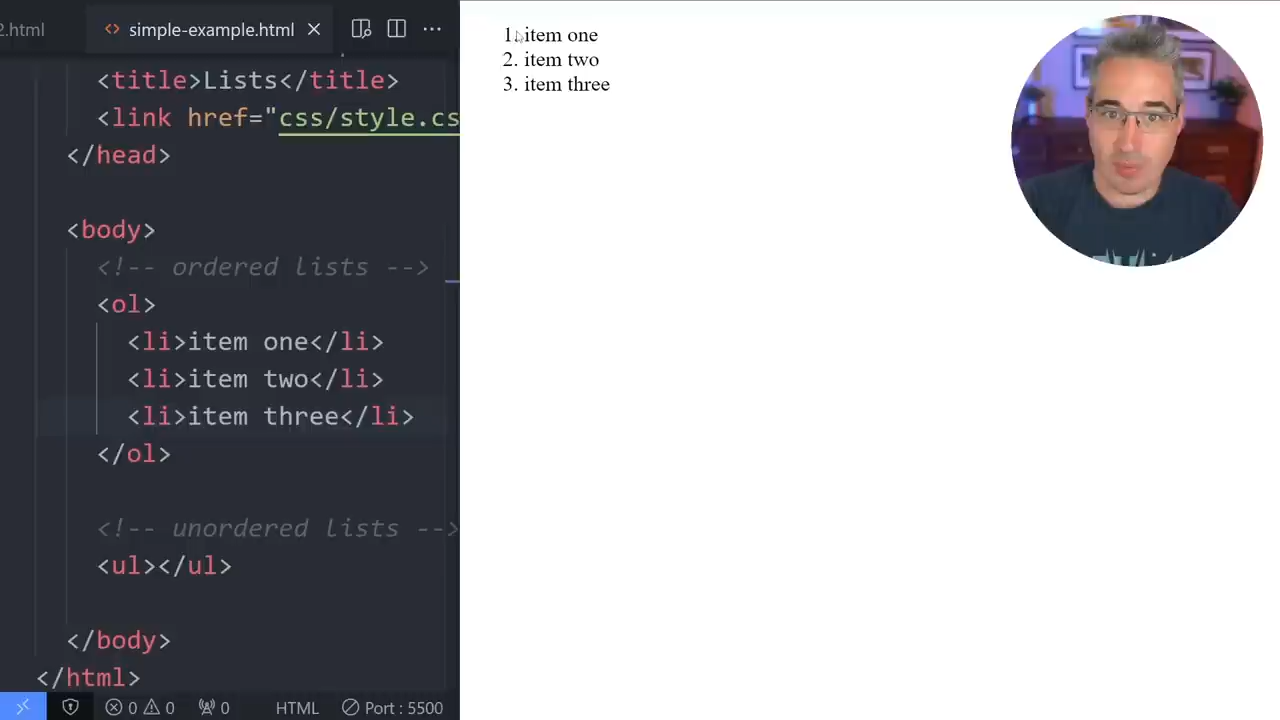 2.html
<> simple-example.html ×
<title>Lists</title>
<link href="css/style.cs
</head>
<body>
<!-- ordered lists -->
<ol>
<li>item one</li>
<li>item two</li>
<li>item three</li>
</ol>
<!-- unordered lists -->
<ul></ul>
</body>
</html>
0 0 0 HTML Port : 5500
1. item one
2. item two
3. item three